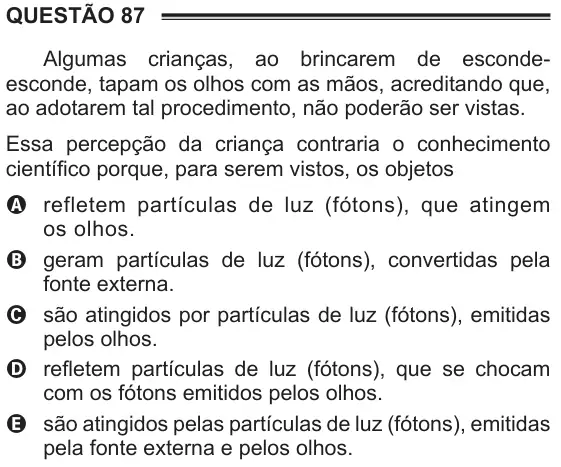 QUESTÃO 87
Algumas crianças, ao brincarem de esconde-
esconde, tapam os olhos com as mãos, acreditando que,
ao adotarem tal procedimento, não poderão ser vistas.
Essa percepção da criança contraria o conhecimento
científico porque, para serem vistos, os objetos
A refletem partículas de luz (fótons), que atingem
os olhos.
B geram partículas de luz (fótons), convertidas pela
fonte externa.
C são atingidos por partículas de luz (fótons), emitidas
pelos olhos.
D refletem partículas de luz (fótons), que se chocam
com os fótons emitidos pelos olhos.
E são atingidos pelas partículas de luz (fótons), emitidas
pela fonte externa e pelos olhos.